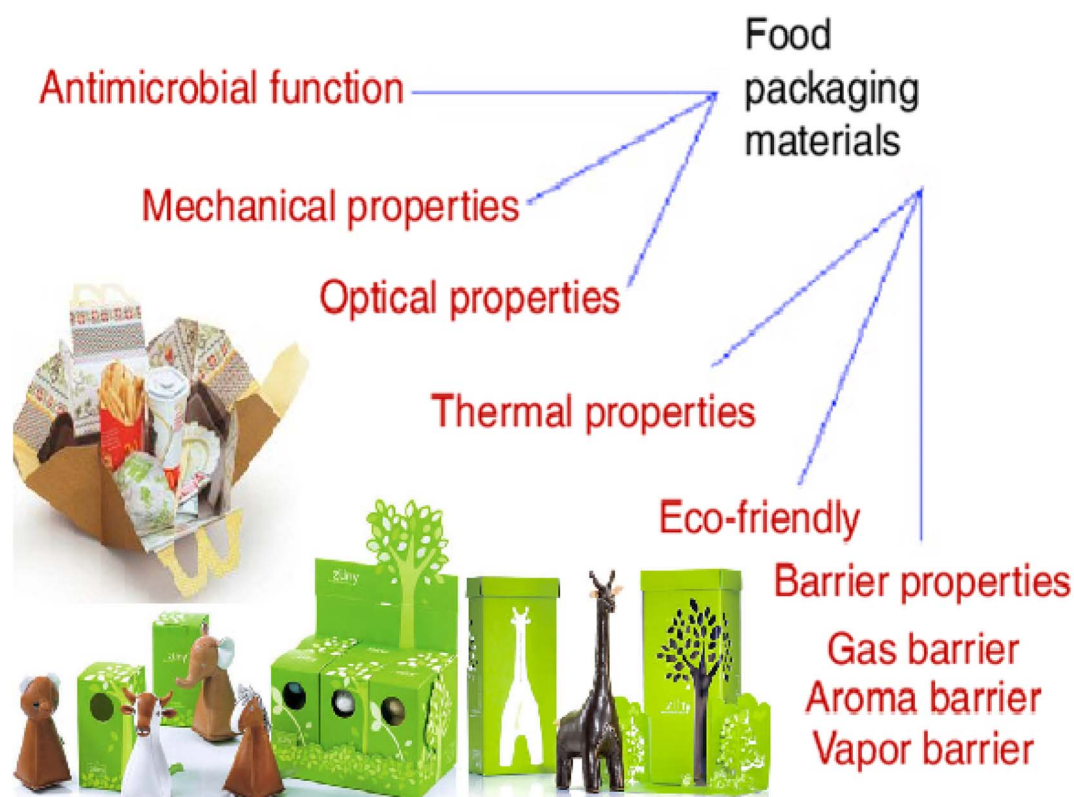 Food
packaging
materials
Antimicrobial function
Mechanical properties
Optical properties
Thermal properties
Eco-friendly
Barrier properties
Gas barrier
Aroma barrier
Vapor barrier
züny